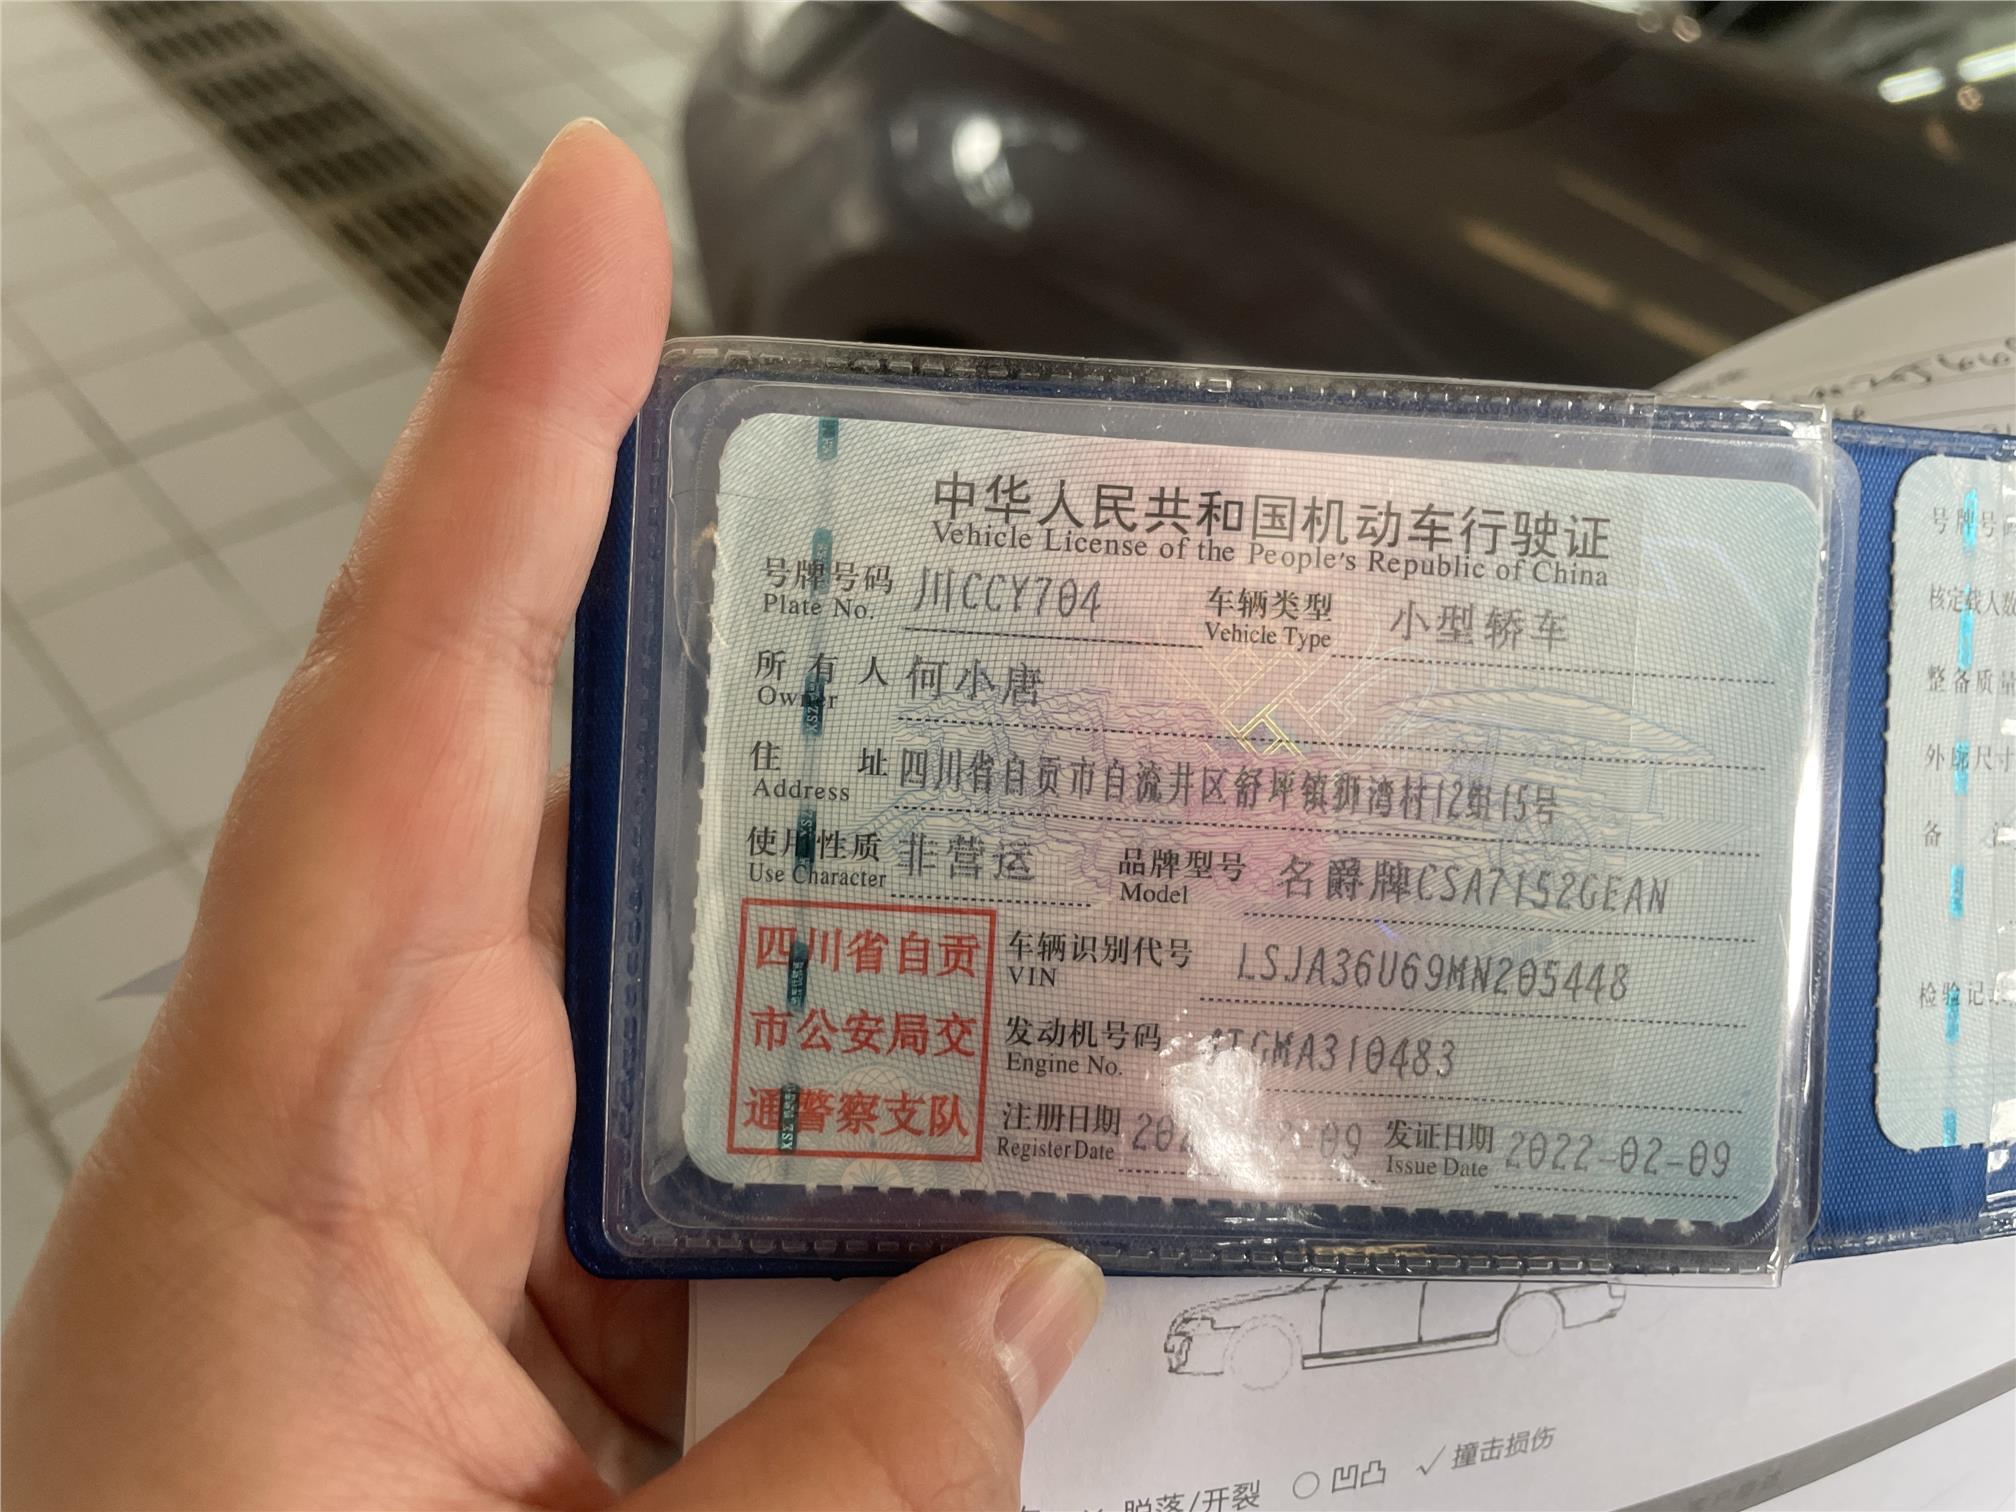 中华人民共和国机动车行驶证
Vehicle License of the People's Republic of China
号牌号码 川CCY704 车辆类型 小型轿车
Plate No. Vehicle Type
所有人 何小唐
Owner
住址 四川省自贡市自流井区舒坪镇狮湾村12组15号
Address
使用性质 非营运 品牌型号 名爵牌CSA7152GEAN
Use Character Model
四川省自贡
市公安局交
通警察支队
车辆识别代号 LSJA36U69MN205448
VIN
发动机号码 GMA310483
Engine No.
注册日期 发证日期 2022-02-09
Register Date Issue Date
号牌号
核定载人数
整备质量
外廓尺寸
备
检验记
脱落/开裂 ○ 凹凸 ✓ 撞击损伤